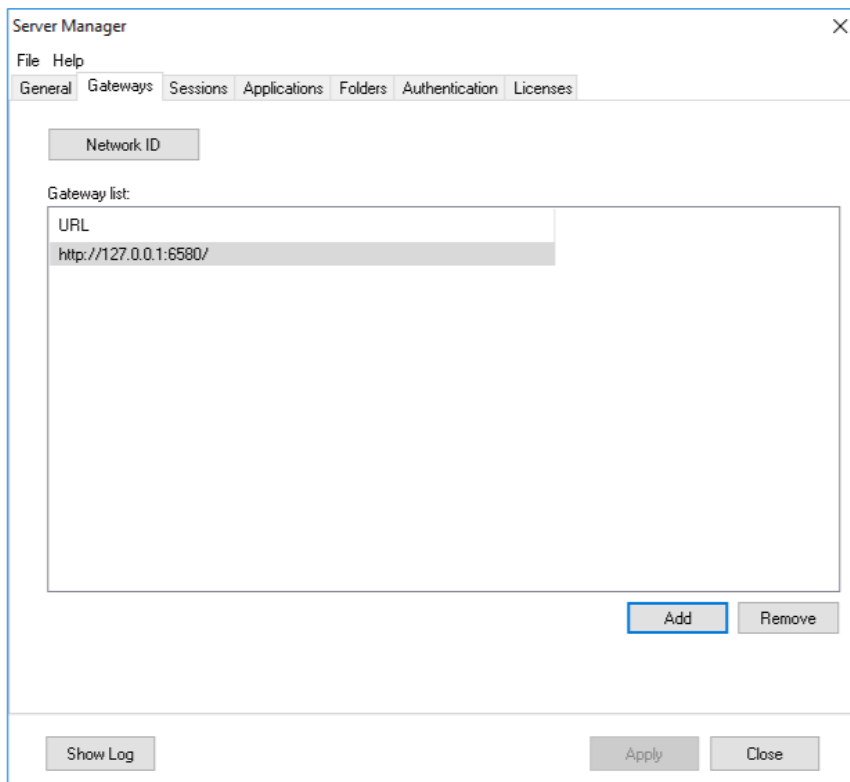 Server Manager
File Help
General Gateways Sessions Applications Folders Authentication Licenses
Network ID
Gateway list:
URL
http://127.0.0.1:6580/
Add Remove
Show Log Apply Close